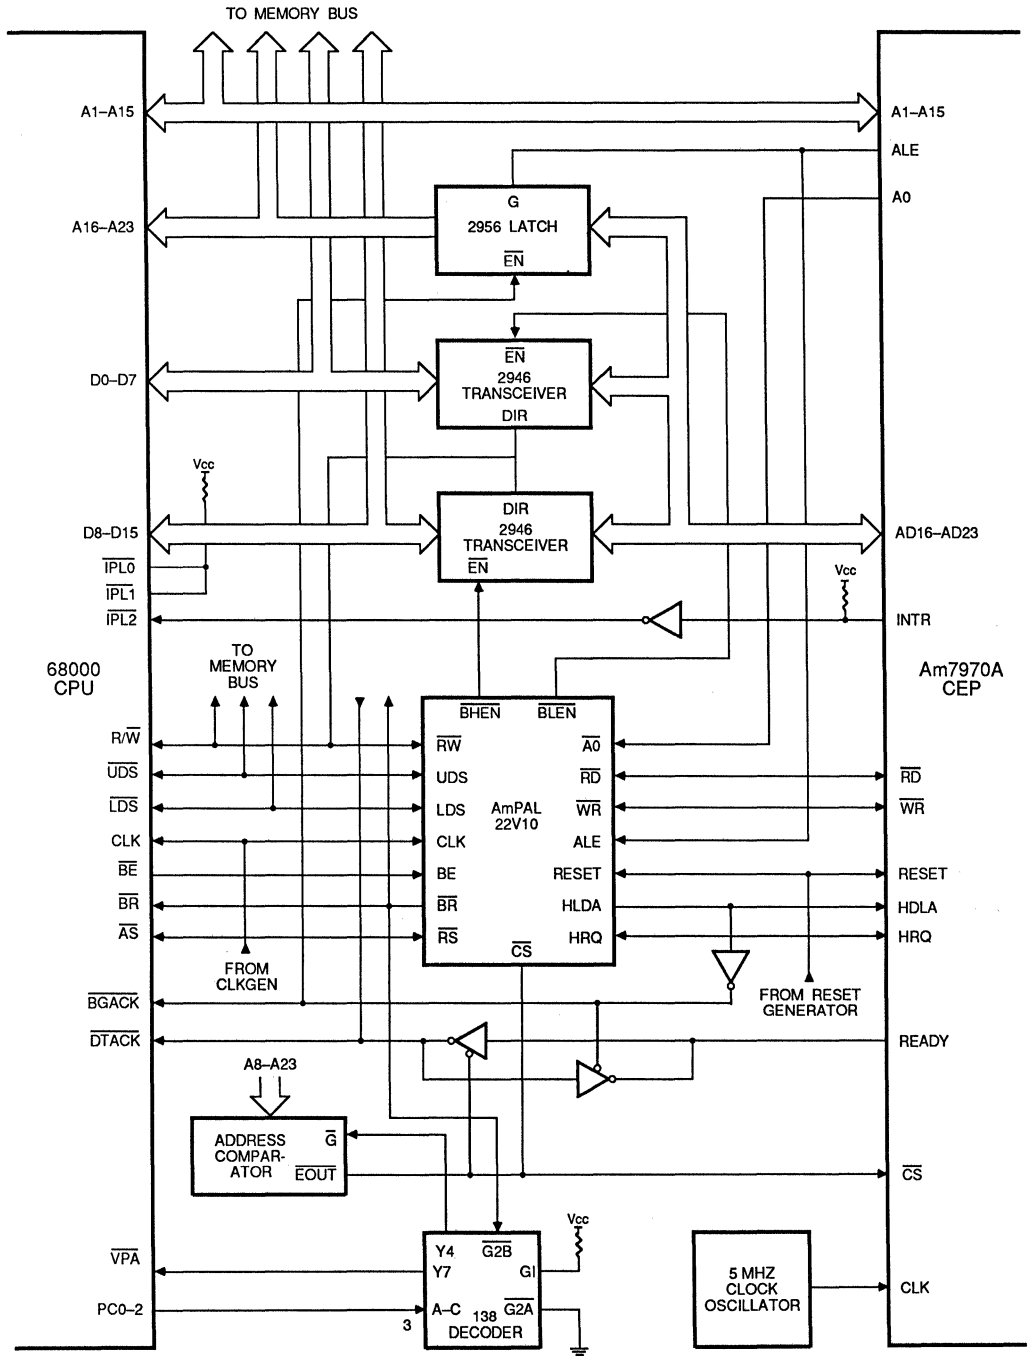 TO MEMORY BUS
A1–A15
A1–A15
ALE
A0
G
2956 LATCH
EN
A16–A23
EN
2946
TRANSCEIVER
DIR
D0–D7
Vcc
DIR
2946
TRANSCEIVER
EN
D8–D15
AD16–AD23
IPL0
IPL1
IPL2
Vcc
INTR
68000
CPU
TO
MEMORY
BUS
Am7970A
CEP
BHEN
BLEN
R/W
RW
A0
UDS
UDS
RD
RD
LDS
LDS
AmPAL
22V10
WR
WR
CLK
CLK
ALE
BE
BE
RESET
RESET
BR
BR
HLDA
HDLA
AS
RS
HRQ
HRQ
CS
FROM
CLKGEN
FROM RESET
GENERATOR
BGACK
DTACK
READY
A8–A23
ADDRESS
COMPAR-
ATOR
G
EOUT
CS
Vcc
Y4
G2B
VPA
Y7
GI
PC0–2
3
A–C
G2A
138
DECODER
5 MHZ
CLOCK
OSCILLATOR
CLK